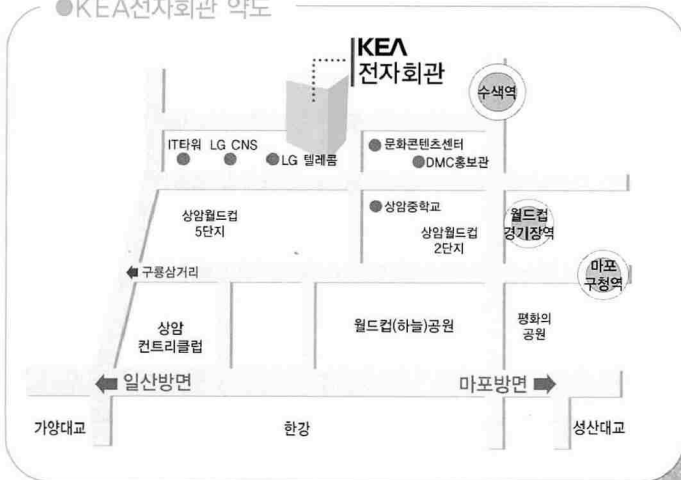 ●KEA전자회관 약도
KEA
전자회관
수색역
IT타워 LG CNS
LG 텔레콤
문화콘텐츠센터
DMC홍보관
상암중학교
상암월드컵
5단지
상암월드컵
2단지
월드컵
경기장역
마포
구청역
구룡삼거리
상암
컨트리클럽
월드컵(하늘)공원
평화의
공원
일산방면
마포방면
가양대교
한강
성산대교